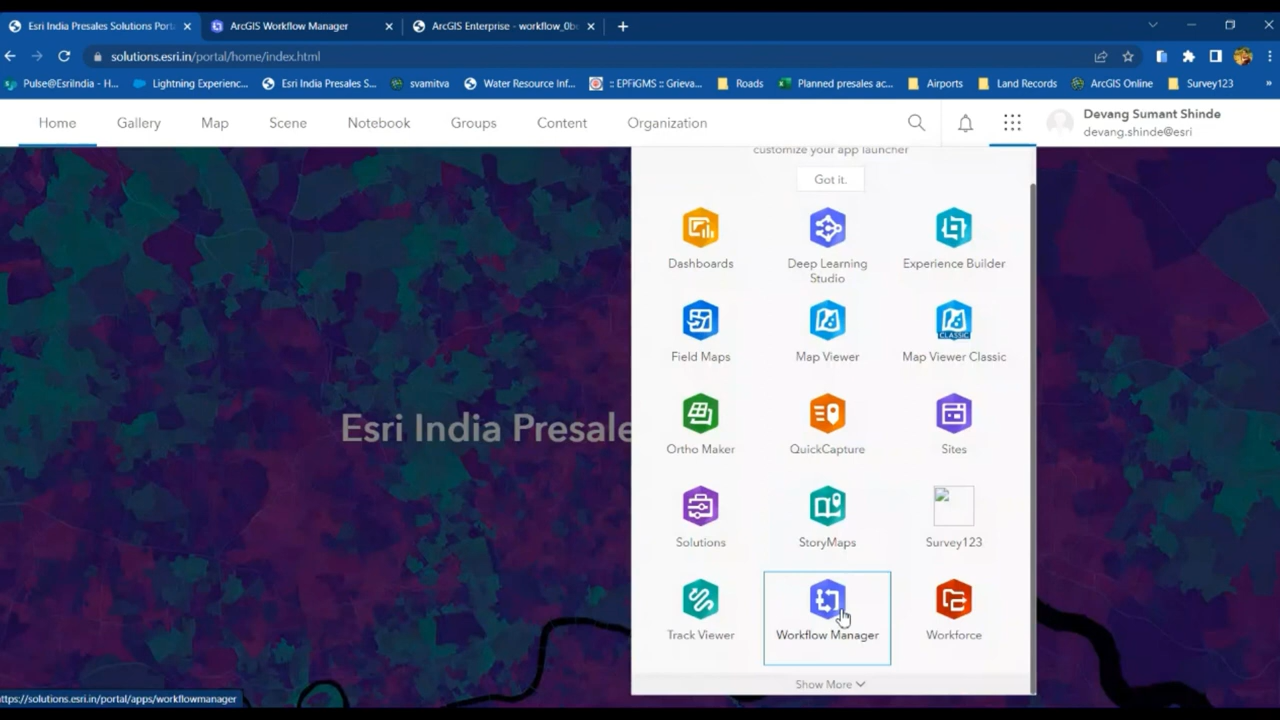 Esri India Presales Solutions Port
ArcGIS Workflow Manager
ArcGIS Enterprise - workflow_0b
solutions.esri.in/portal/home/index.html
Pulse@EsriIndia - H...
Lightning Experienc...
Esri India Presales S...
svamitva
Water Resource Inf...
:: EPFiGMS :: Grieva...
Roads
Planned presales ac...
Airports
Land Records
ArcGIS Online
Survey123
»
Home
Gallery
Map
Scene
Notebook
Groups
Content
Organization
Devang Sumant Shinde
devang.shinde@esri
customize your app launcher
Got it.
Dashboards
Deep Learning
Studio
Experience Builder
Field Maps
Map Viewer
CLASSIC
Map Viewer Classic
Esri India Presale
Ortho Maker
QuickCapture
Sites
Solutions
StoryMaps
Survey123
Track Viewer
Workflow Manager
Workforce
Show More
ttps://solutions.esri.in/portal/apps/workflowmanager